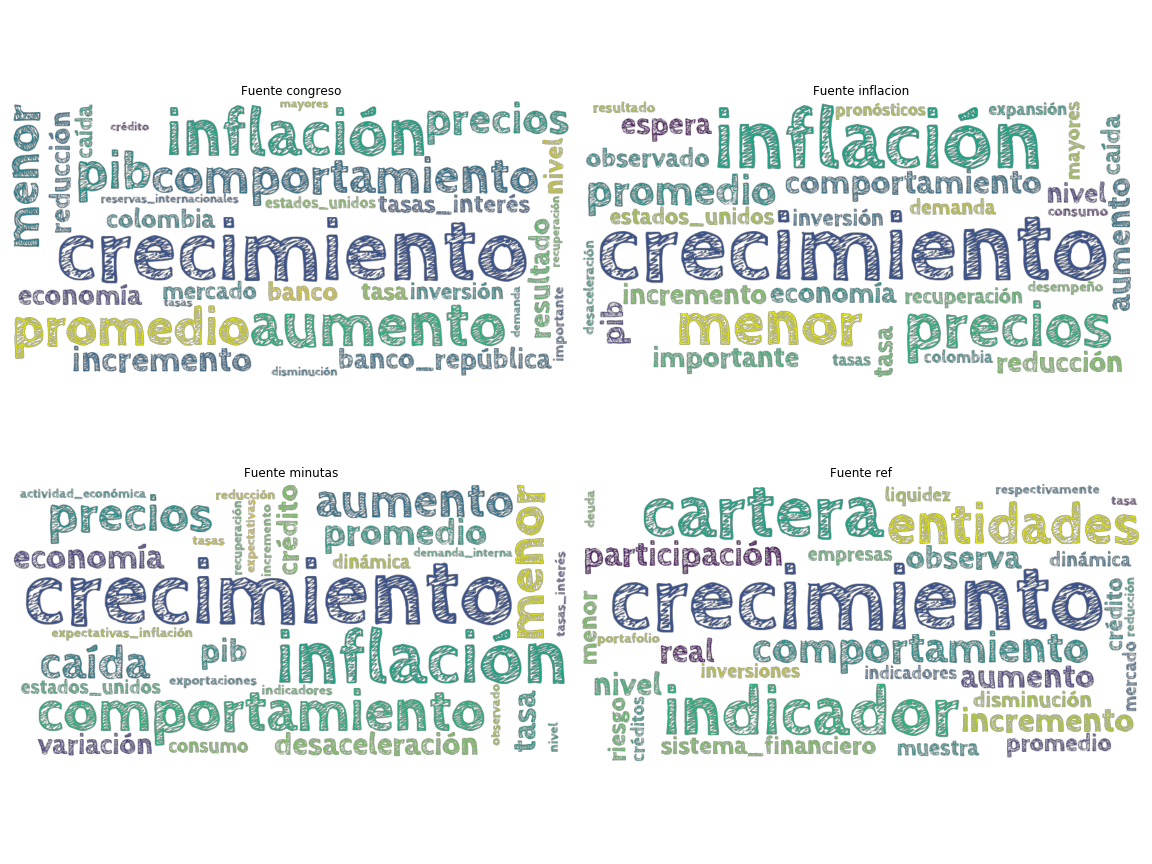 Fuente congreso
mayores
inflación
precios
crédito
menor
reducción
caída
pib
comportamiento
nivel
reservas_internacionales
estados_unidos
tasas_interés
colombia
recuperación
crecimiento
resultado
economía
mercado
banco
tasa
inversión
tasas
demanda
importante
promedio
aumento
incremento
banco_república
disminución
Fuente inflacion
resultado
pronósticos
expansión
espera
inflación
mayores
caída
observado
promedio
comportamiento
nivel
estados_unidos
inversión
demanda
consumo
crecimiento
aumento
desaceleración
incremento
economía
recuperación
desempeño
pib
menor
precios
importante
tasas
tasa
colombia
reducción
Fuente minutas
actividad_económica
reducción
crédito
aumento
menor
precios
recuperación
expectativas
incremento
promedio
tasas
economía
dinámica
demanda_interna
crecimiento
tasas_interés
expectativas_inflación
caída
pib
inflación
estados_unidos
exportaciones
indicadores
comportamiento
observado
tasa
nivel
variación
consumo
desaceleración
Fuente ref
deuda
cartera
liquidez
respectivamente
tasa
entidades
participación
empresas
observa
dinámica
crecimiento
crédito
reducción
menor
portafolio
real
comportamiento
inversiones
indicadores
aumento
mercado
nivel
indicador
disminución
incremento
riesgo
créditos
sistema_financiero
muestra
promedio